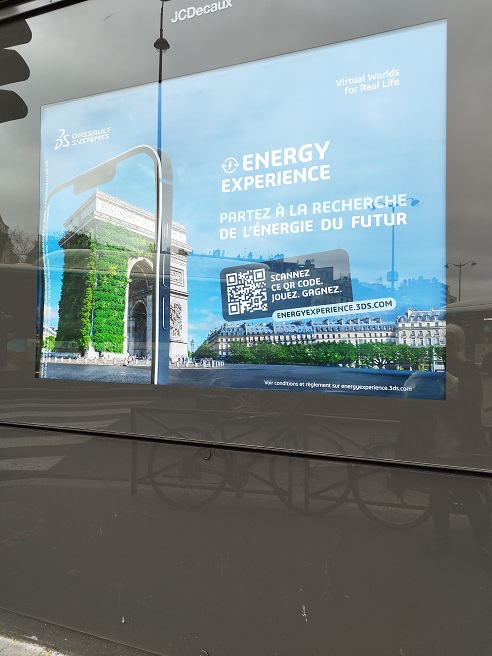 JCDecaux
Virtual Worlds
for Real Life
3S DASSAULT
SYSTEMES
ENERGY
EXPERIENCE
PARTEZ À LA RECHERCHE
DE L'ÉNERGIE DU FUTUR
SCANNEZ
CE QR CODE.
JOUEZ. GAGNEZ.
ENERGYEXPERIENCE.3DS.COM
Voir conditions et règlement sur energyexperience.3ds.com